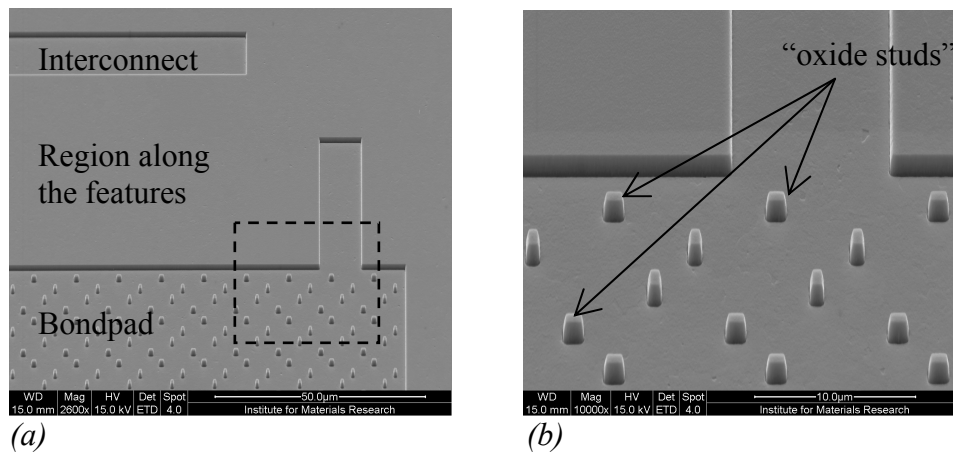 Interconnect
Region along
the features
Bondpad
WD Mag HV Det Spot 50.0µm
15.0 mm 2600x 15.0 kV ETD 4.0 Institute for Materials Research
(a)
“oxide studs”
WD Mag HV Det Spot 10.0µm
15.0 mm 10000x 15.0 kV ETD 4.0 Institute for Materials Research
(b)